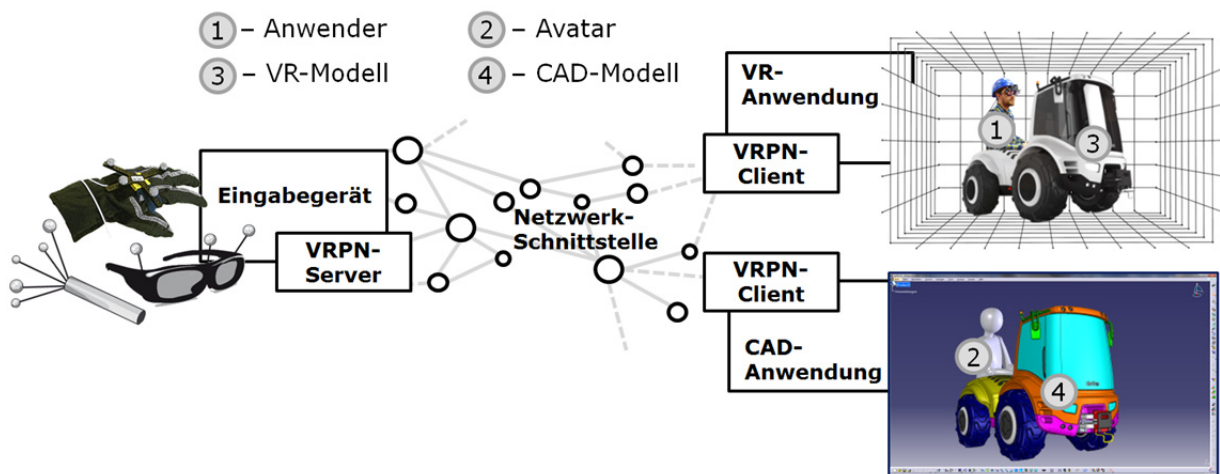 1 – Anwender
2 – Avatar
3 – VR-Modell
4 – CAD-Modell
VR-
Anwendung
1
3
VRPN-
Client
Eingabegerät
Netzwerk-
Schnittstelle
VRPN-
Server
VRPN-
Client
CAD-
Anwendung
2
4